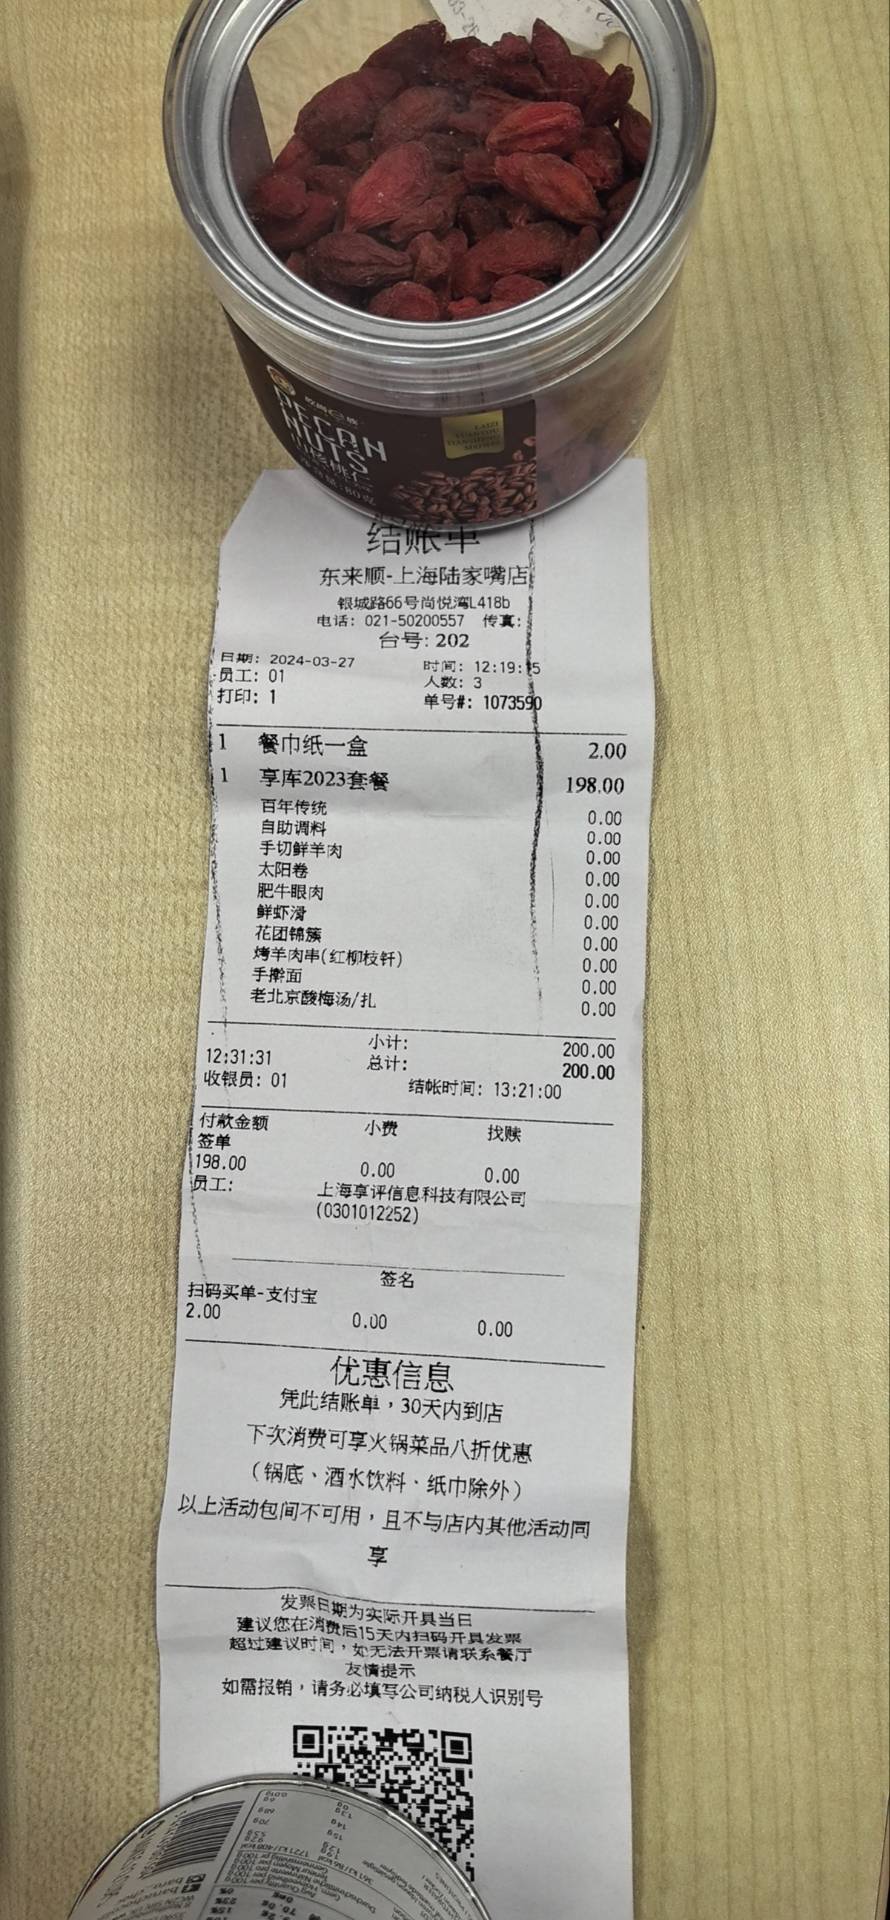 PECAN
NUTS
结账单
东来顺-上海陆家嘴店
银城路66号尚悦湾L418b
电话: 021-50200557 传真:
台号: 202
日期: 2024-03-27 时间: 12:19:15
员工: 01 人数: 3
打印: 1 单号#: 1073590
1 餐巾纸一盒 2.00
1 享库2023套餐 198.00
百年传统 0.00
自助调料 0.00
手切鲜羊肉 0.00
太阳卷 0.00
肥牛眼肉 0.00
鲜虾滑 0.00
花团锦簇 0.00
烤羊肉串(红柳枝钎) 0.00
手擀面 0.00
老北京酸梅汤/扎 0.00
小计: 200.00
12:31:31 总计: 200.00
收银员: 01 结帐时间: 13:21:00
付款金额 小费 找赎
签单
198.00 0.00 0.00
员工: 上海享评信息科技有限公司
(0301012252)
签名
扫码买单-支付宝
2.00 0.00 0.00
优惠信息
凭此结账单，30天内到店
下次消费可享火锅菜品八折优惠
（锅底、酒水饮料、纸巾除外）
以上活动包间不可用，且不与店内其他活动同
享
发票日期为实际开具当日
建议您在消费后15天内扫码开具发票
超过建议时间，如无法开票请联系餐厅
友情提示
如需报销，请务必填写公司纳税人识别号